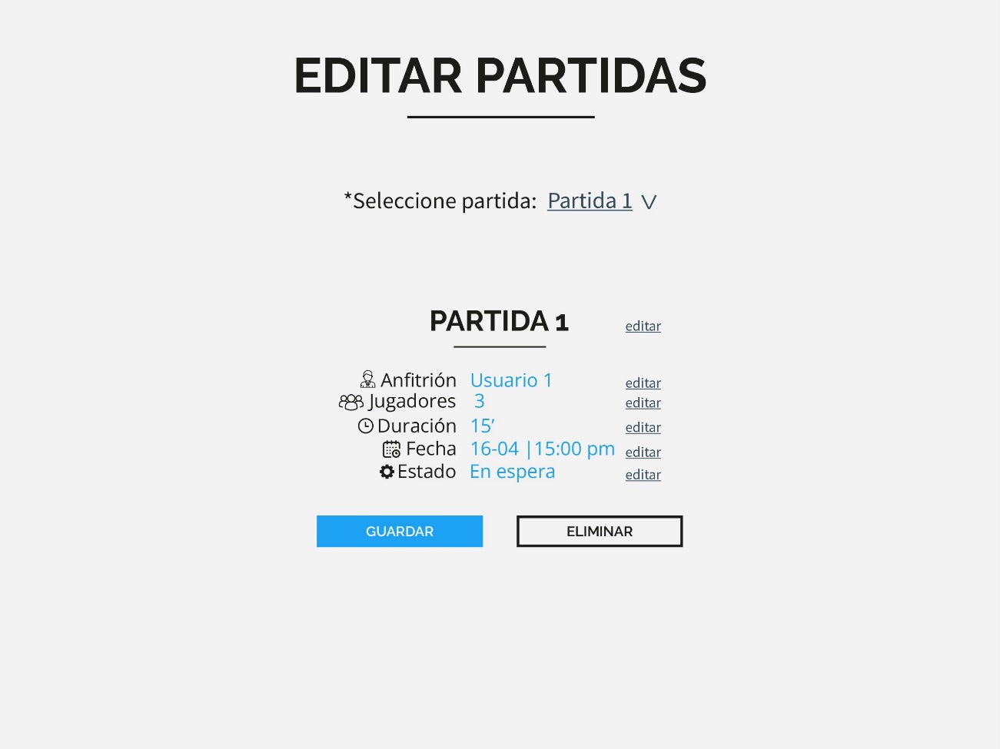 EDITAR PARTIDAS
*Seleccione partida: Partida 1 V
PARTIDA 1 editar
Anfitrión Usuario 1 editar
Jugadores 3 editar
Duración 15’ editar
Fecha 16-04 |15:00 pm editar
Estado En espera editar
GUARDAR ELIMINAR